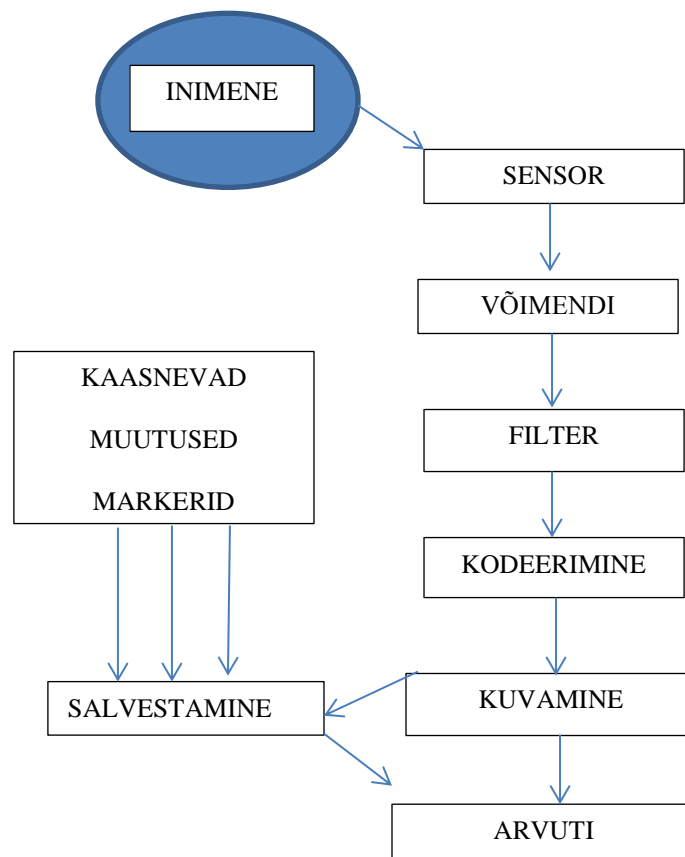 INIMENE
SENSOR
VÕIMENDI
KAASNEVAD
MUUTUSED
MARKERID
FILTER
KODEERIMINE
SALVESTAMINE
KUVAMINE
ARVUTI